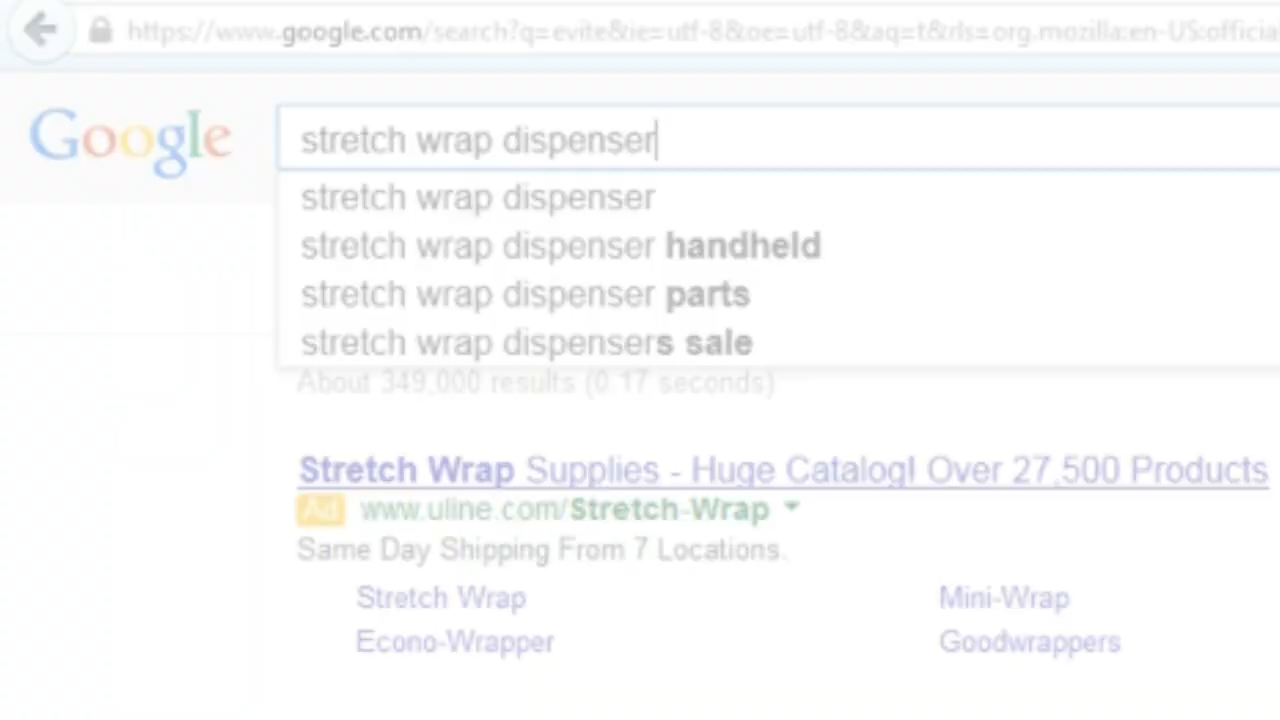 https://www.google.com/search?q=evite&ie=utf-8&oe=utf-8&aq=t&rls=org.mozilla:en-US:officia
Google
stretch wrap dispenser
stretch wrap dispenser
stretch wrap dispenser handheld
stretch wrap dispenser parts
stretch wrap dispensers sale
About 349,000 results (0.17 seconds)
Stretch Wrap Supplies - Huge Catalog! Over 27,500 Products
Ad www.uline.com/Stretch-Wrap
Same Day Shipping From 7 Locations.
Stretch Wrap Mini-Wrap
Econo-Wrapper Goodwrappers